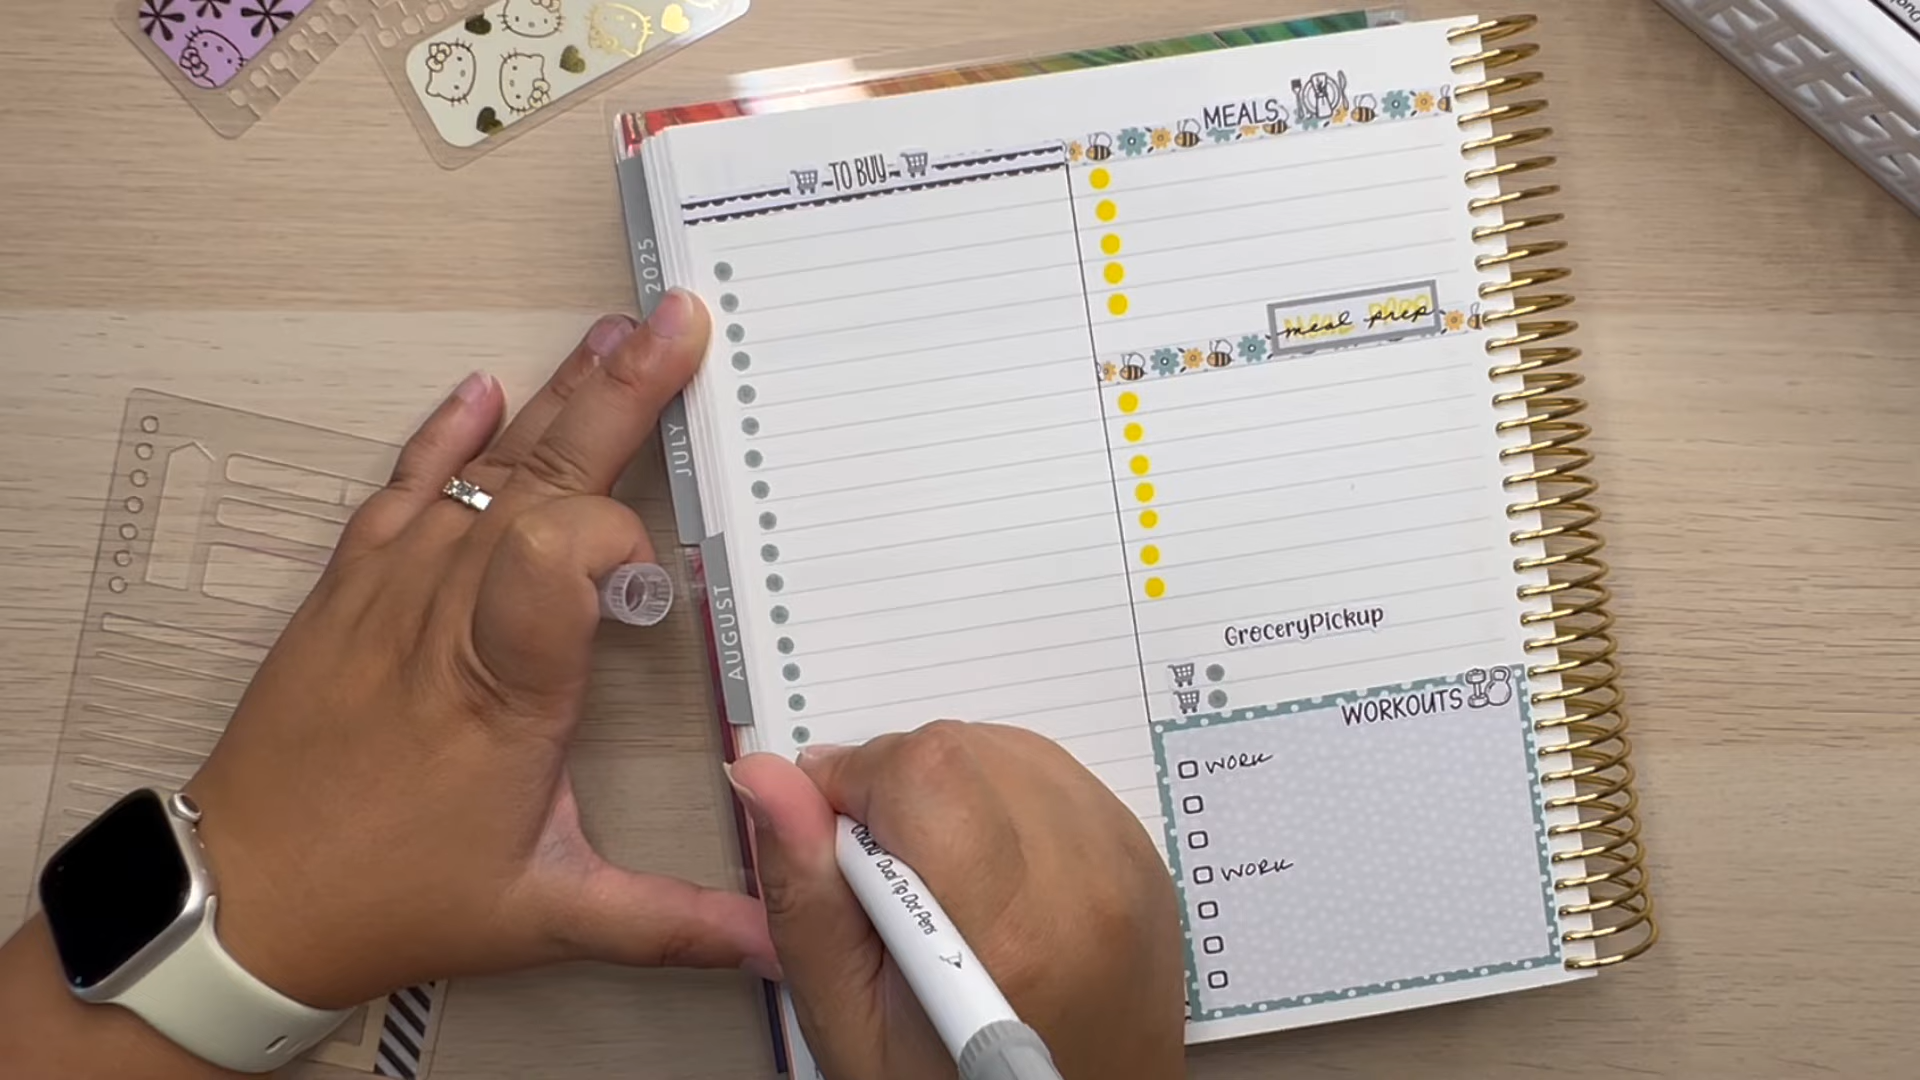 2025
JULY
AUGUST
-TO BUY-
MEALS
meal prep
GroceryPickup
WORKOUTS
WORK
WORK
Dual Tip Dot Pens